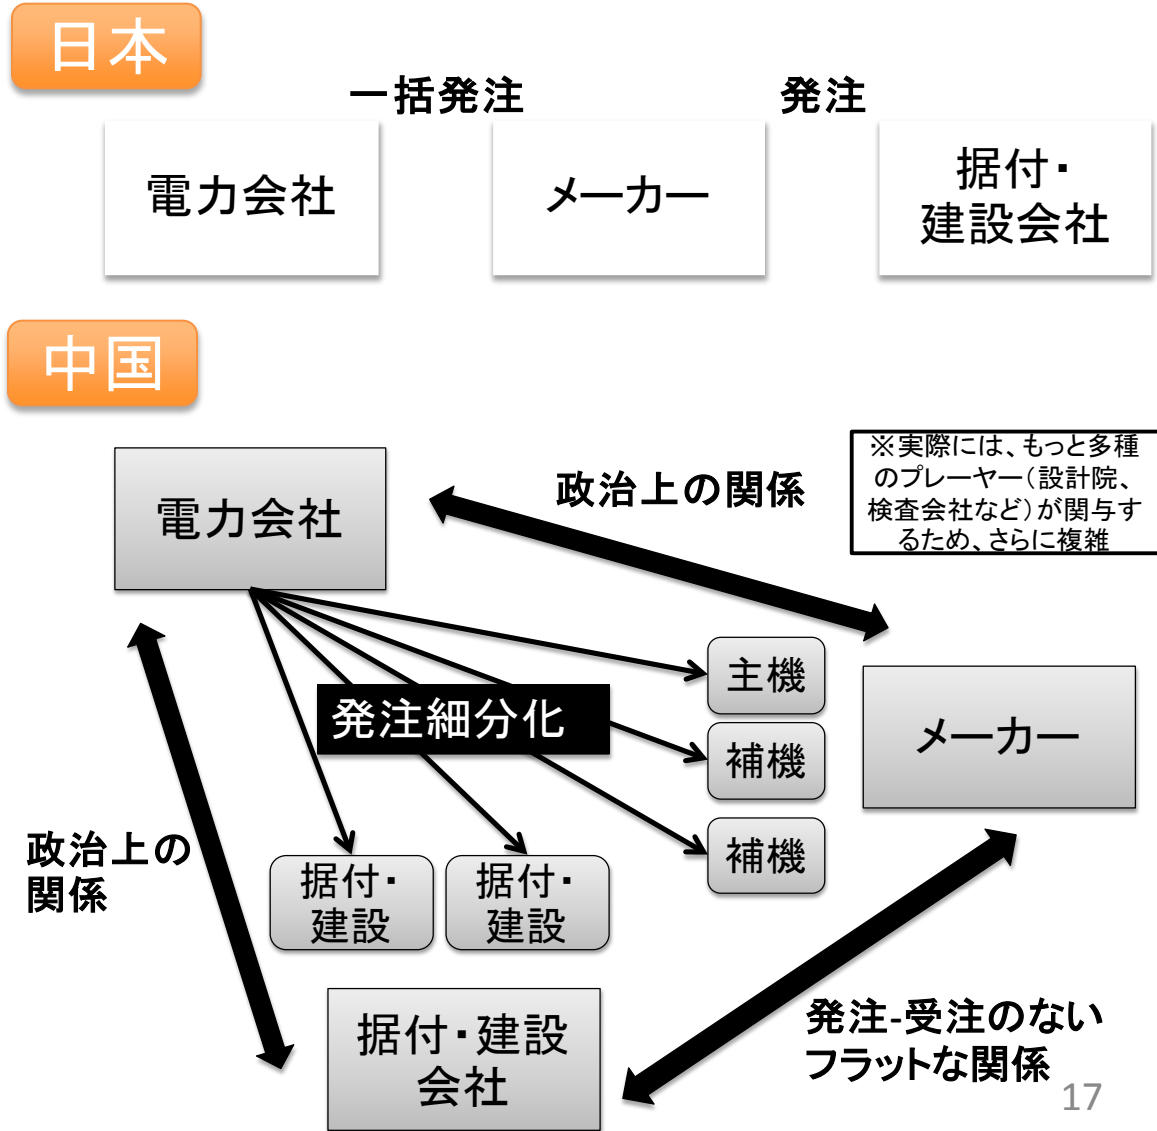 日本
一括発注
発注
電力会社
メーカー
据付・
建設会社
中国
電力会社
政治上の関係
※実際には、もっと多種
のプレーヤー(設計院、
検査会社など)が関与す
るため、さらに複雑
主機
発注細分化
補機
メーカー
補機
政治上の
関係
据付・
建設
据付・
建設
据付・建設
会社
発注-受注のない
フラットな関係
17